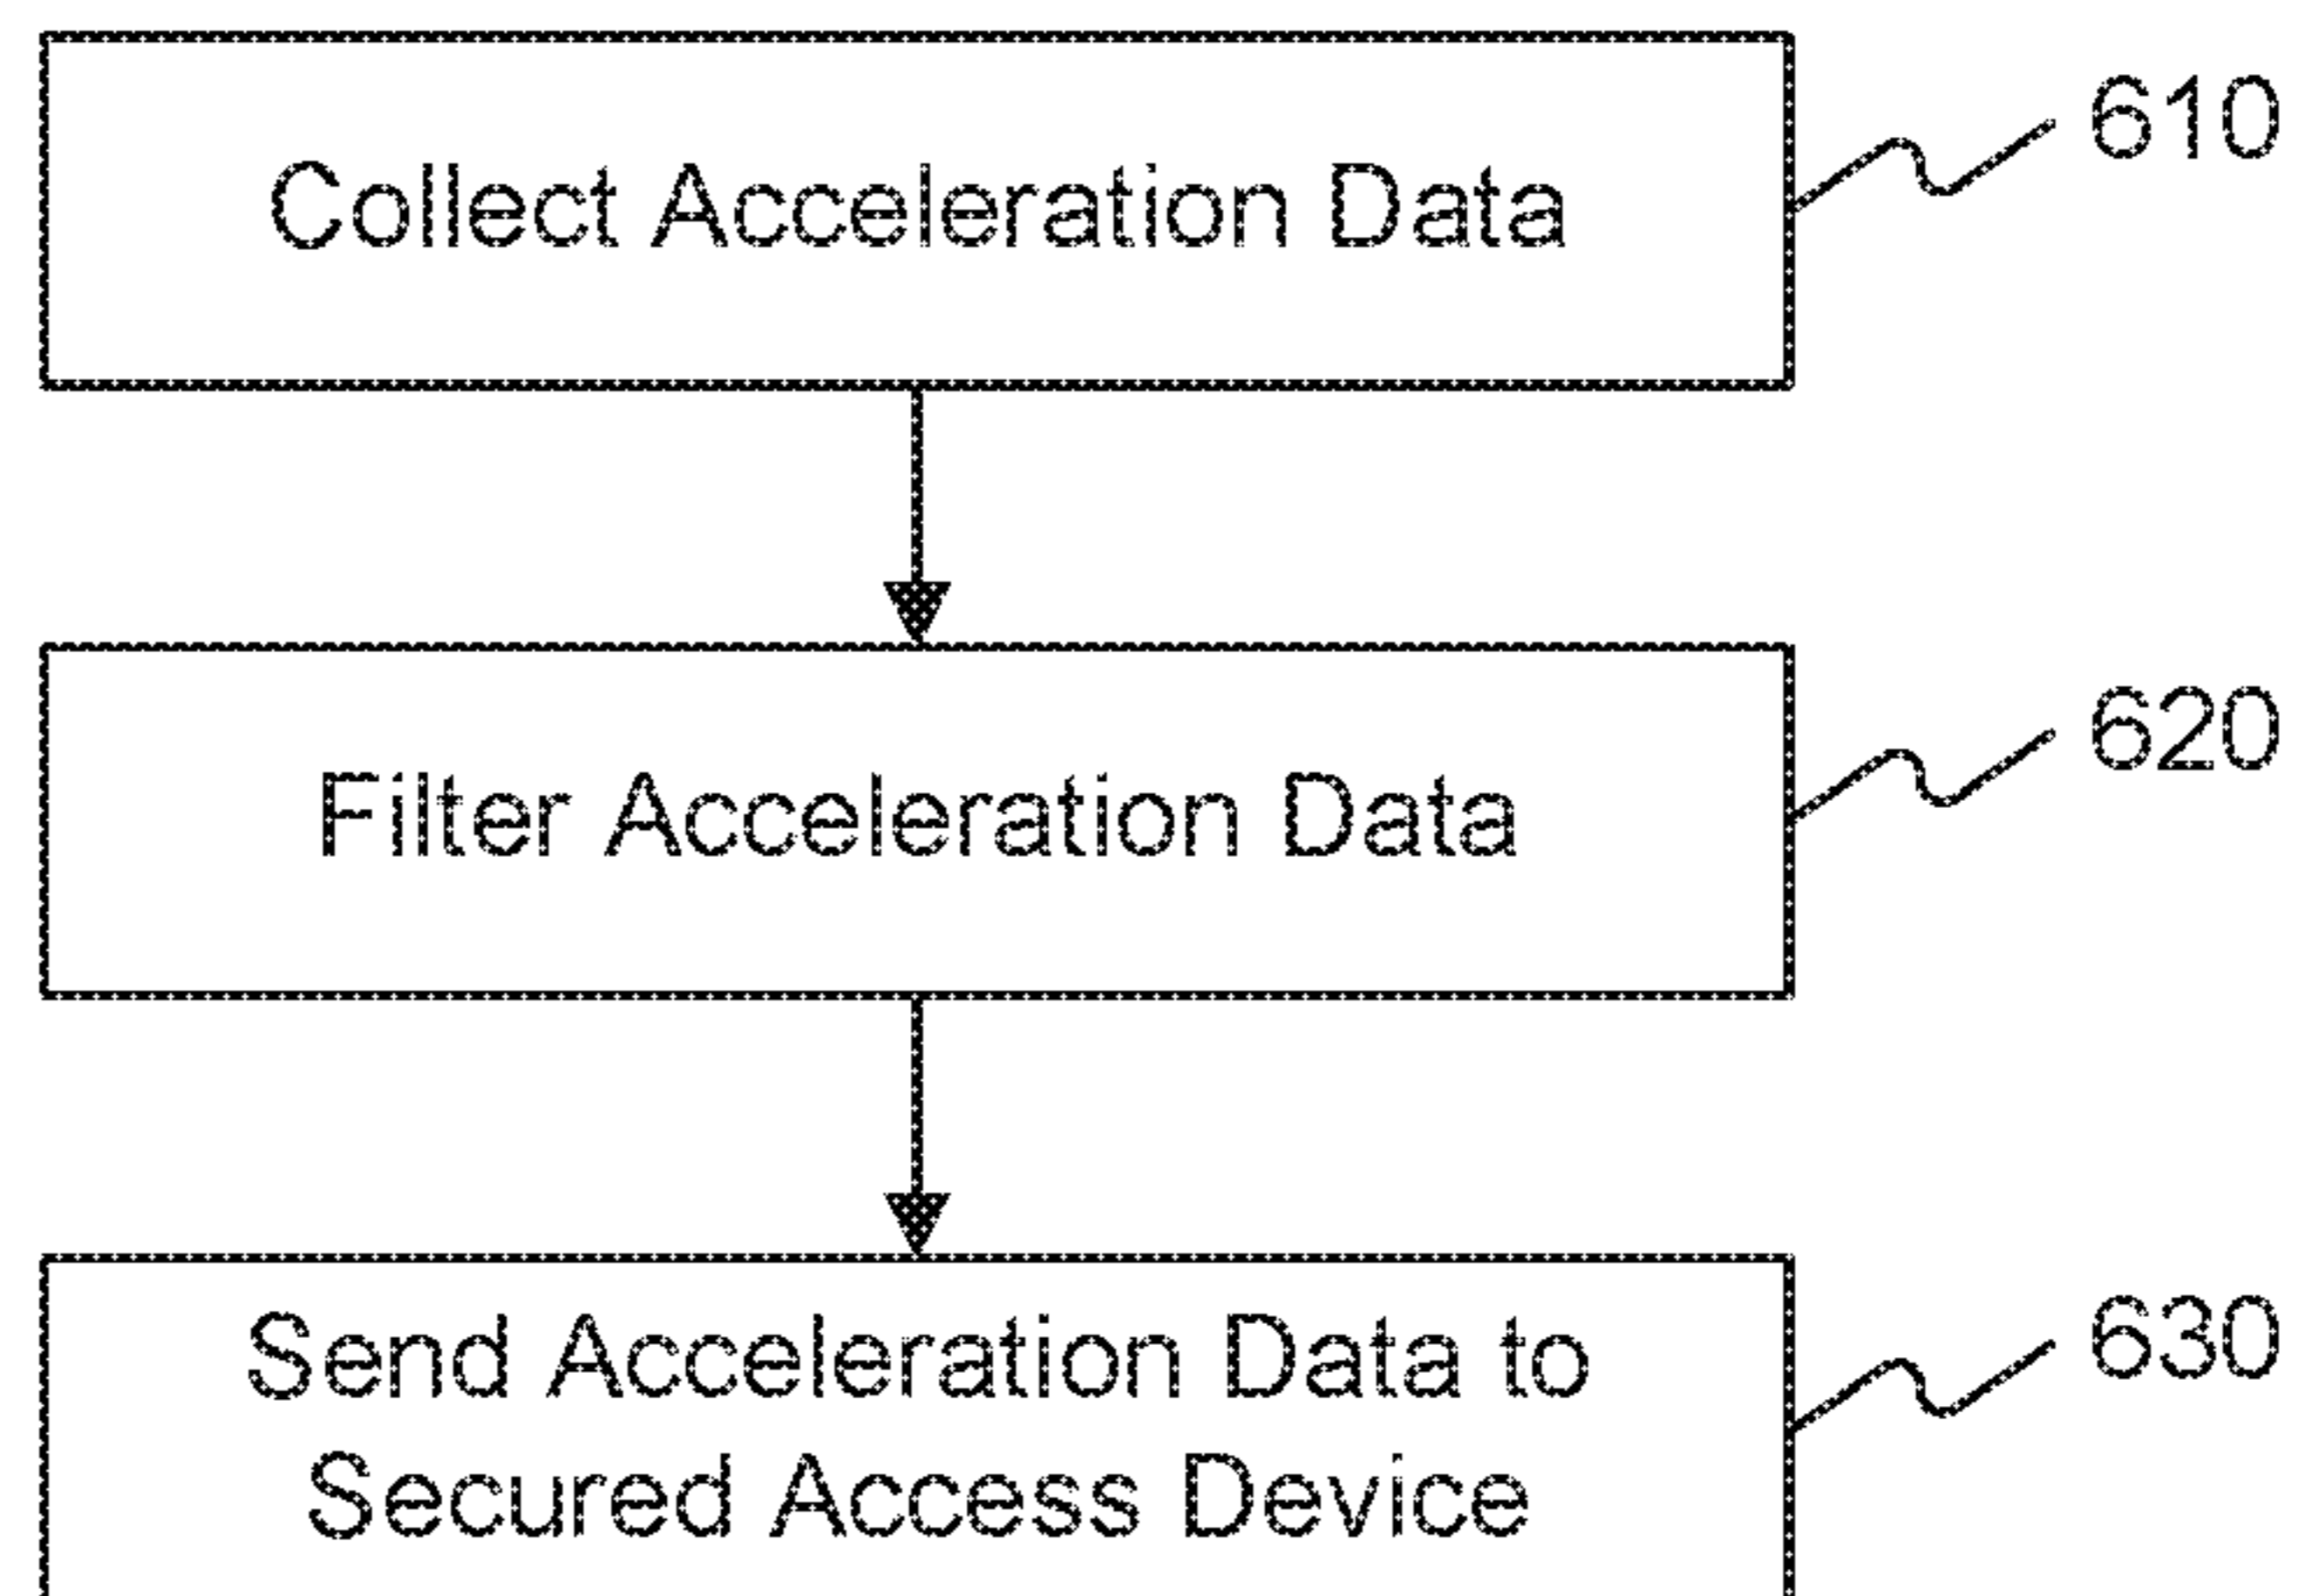 Collect Acceleration Data
610
Filter Acceleration Data
620
Send Acceleration Data to
Secured Access Device
630